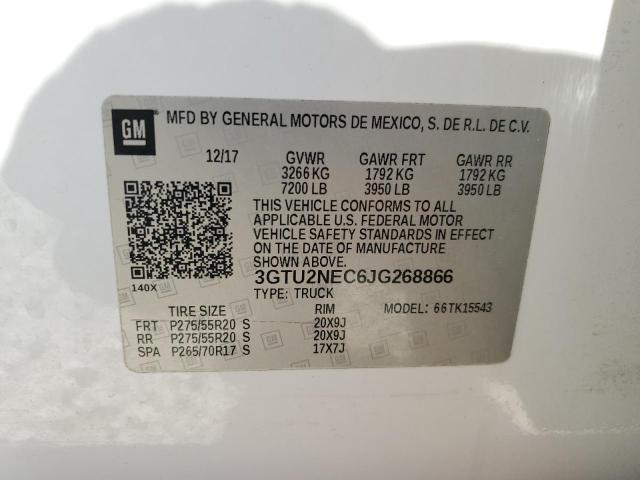 GM MFD BY GENERAL MOTORS DE MEXICO, S. DE R.L. DE C.V.
12/17 GVWR GAWR FRT GAWR RR
3266 KG 1792 KG 1792 KG
7200 LB 3950 LB 3950 LB
THIS VEHICLE CONFORMS TO ALL
APPLICABLE U.S. FEDERAL MOTOR
VEHICLE SAFETY STANDARDS IN EFFECT
ON THE DATE OF MANUFACTURE
SHOWN ABOVE.
140X
3GTU2NEC6JG268866
TYPE: TRUCK MODEL: 66TK15543
TIRE SIZE RIM
FRT P275/55R20 S 20X9J
RR P275/55R20 S 20X9J
SPA P265/70R17 S 17X7J